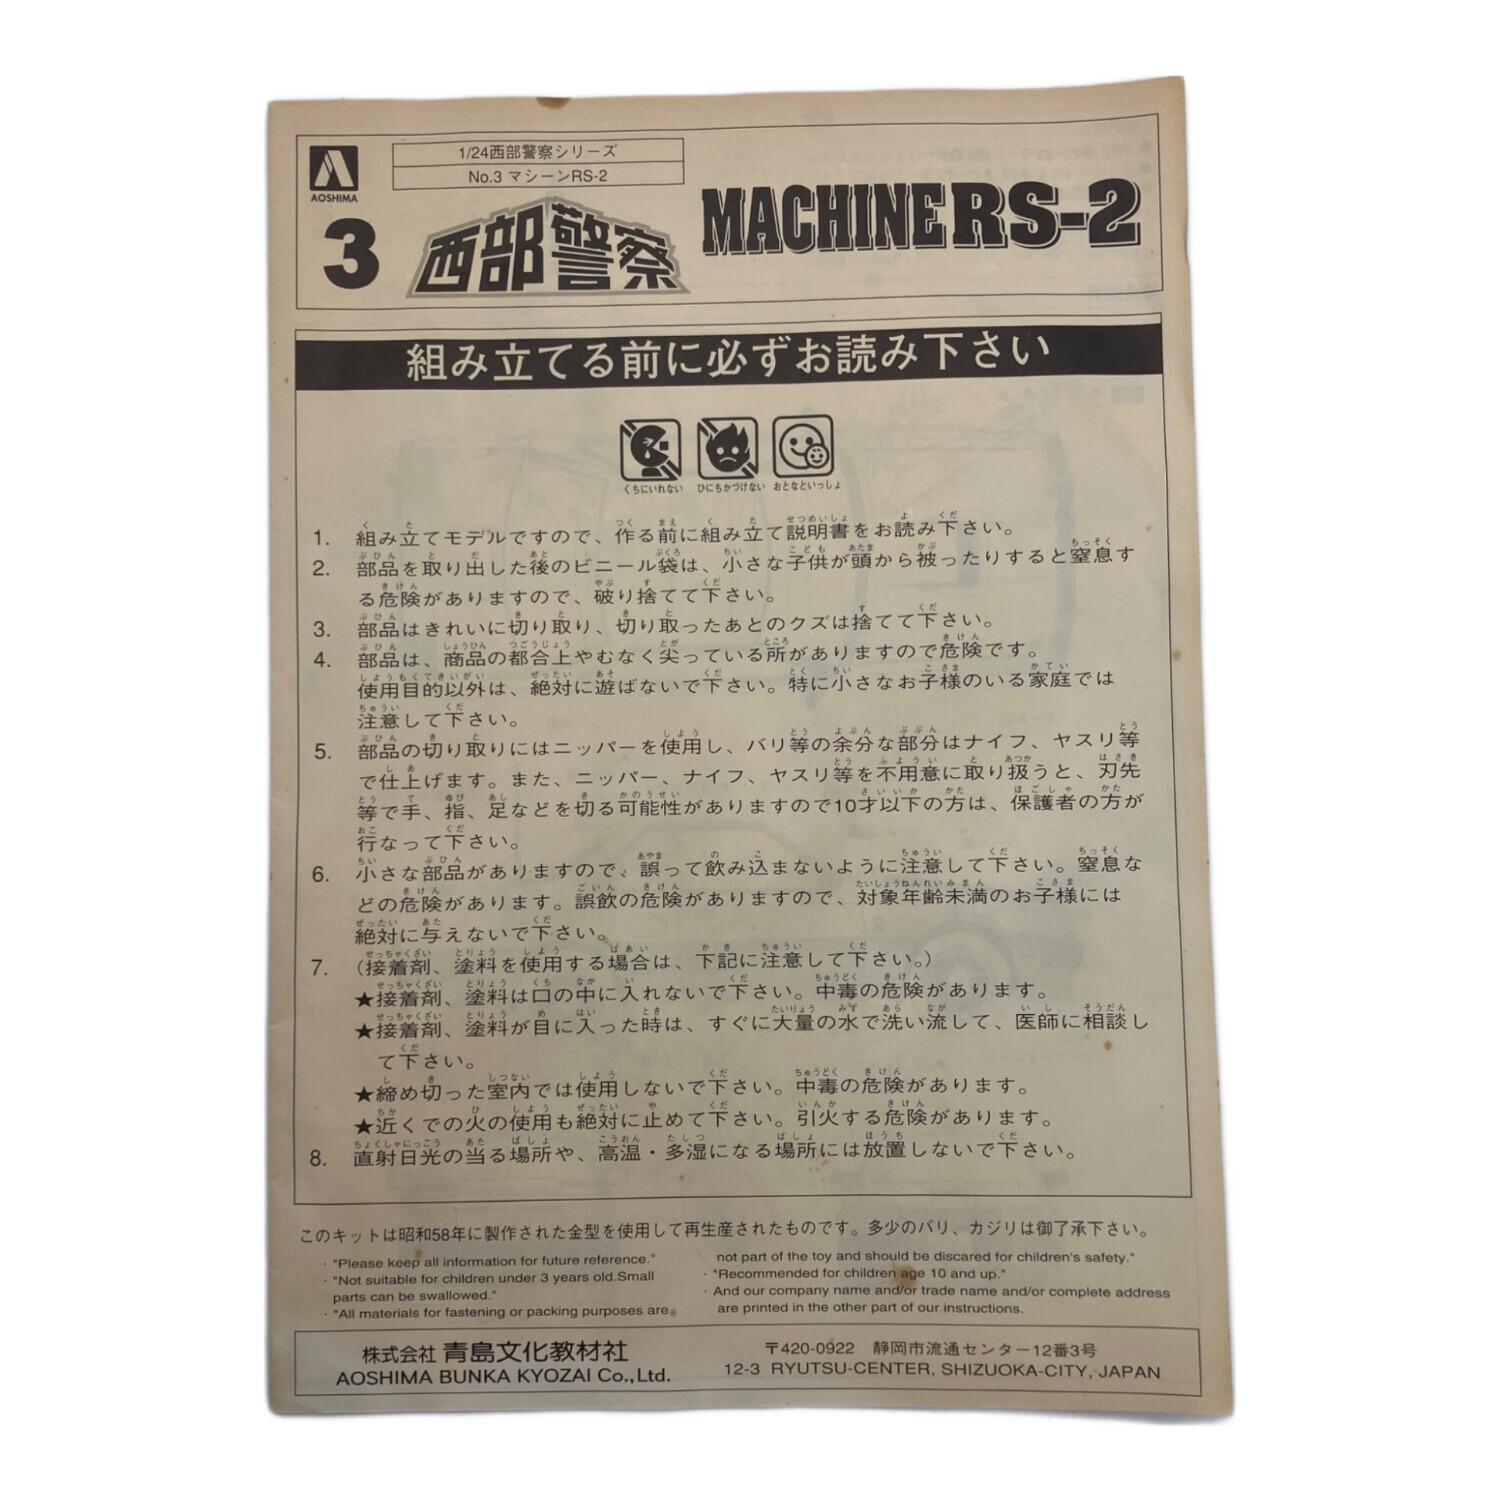 AOSHIMA
3
1/24西部警察シリーズ
No.3 マシーンRS-2
西部警察
MACHINE RS-2
組み立てる前に必ずお読み下さい
くちにいれない ひにちかづけない おとなといっしょ
1. 組み立てモデルですので、作る前に組み立て説明書をお読み下さい。
2. 部品を取り出した後のビニール袋は、小さな子供が頭から被ったりすると窒息す
る危険がありますので、破り捨てて下さい。
3. 部品はきれいに切り取り、切り取ったあとのクズは捨てて下さい。
4. 部品は、商品の都合上やむなく尖っている所がありますので危険です。
使用目的以外は、絶対に遊ばないで下さい。特に小さなお子様のいる家庭では
注意して下さい。
5. 部品の切り取りにはニッパーを使用し、バリ等の余分な部分はナイフ、ヤスリ等
で仕上げます。また、ニッパー、ナイフ、ヤスリ等を不用意に取り扱うと、刃先
等で手、指、足などを切る可能性がありますので10才以下の方は、保護者の方が
行なって下さい。
6. 小さな部品がありますので、誤って飲み込まないように注意して下さい。窒息な
どの危険があります。誤飲の危険がありますので、対象年齢未満のお子様には
絶対に与えないで下さい。
7. (接着剤、塗料を使用する場合は、下記に注意して下さい。)
★接着剤、塗料は口の中に入れないで下さい。中毒の危険があります。
★接着剤、塗料が目に入った時は、すぐに大量の水で洗い流して、医師に相談し
て下さい。
★締め切った室内では使用しないで下さい。中毒の危険があります。
★近くでの火の使用も絶対に止めて下さい。引火する危険があります。
8. 直射日光の当る場所や、高温・多湿になる場所には放置しないで下さい。
このキットは昭和58年に製作された金型を使用して再生産されたものです。多少のバリ、カジリは御了承下さい。
· "Please keep all information for future reference."
· "Not suitable for children under 3 years old.Small
parts can be swallowed."
· "All materials for fastening or packing purposes are
not part of the toy and should be discared for children's safety."
· "Recommended for children age 10 and up."
· And our company name and/or trade name and/or complete address
are printed in the other part of our instructions.
株式会社 青島文化教材社
AOSHIMA BUNKA KYOZAI Co.,Ltd.
〒420-0922 静岡市流通センター12番3号
12-3 RYUTSU-CENTER, SHIZUOKA-CITY, JAPAN